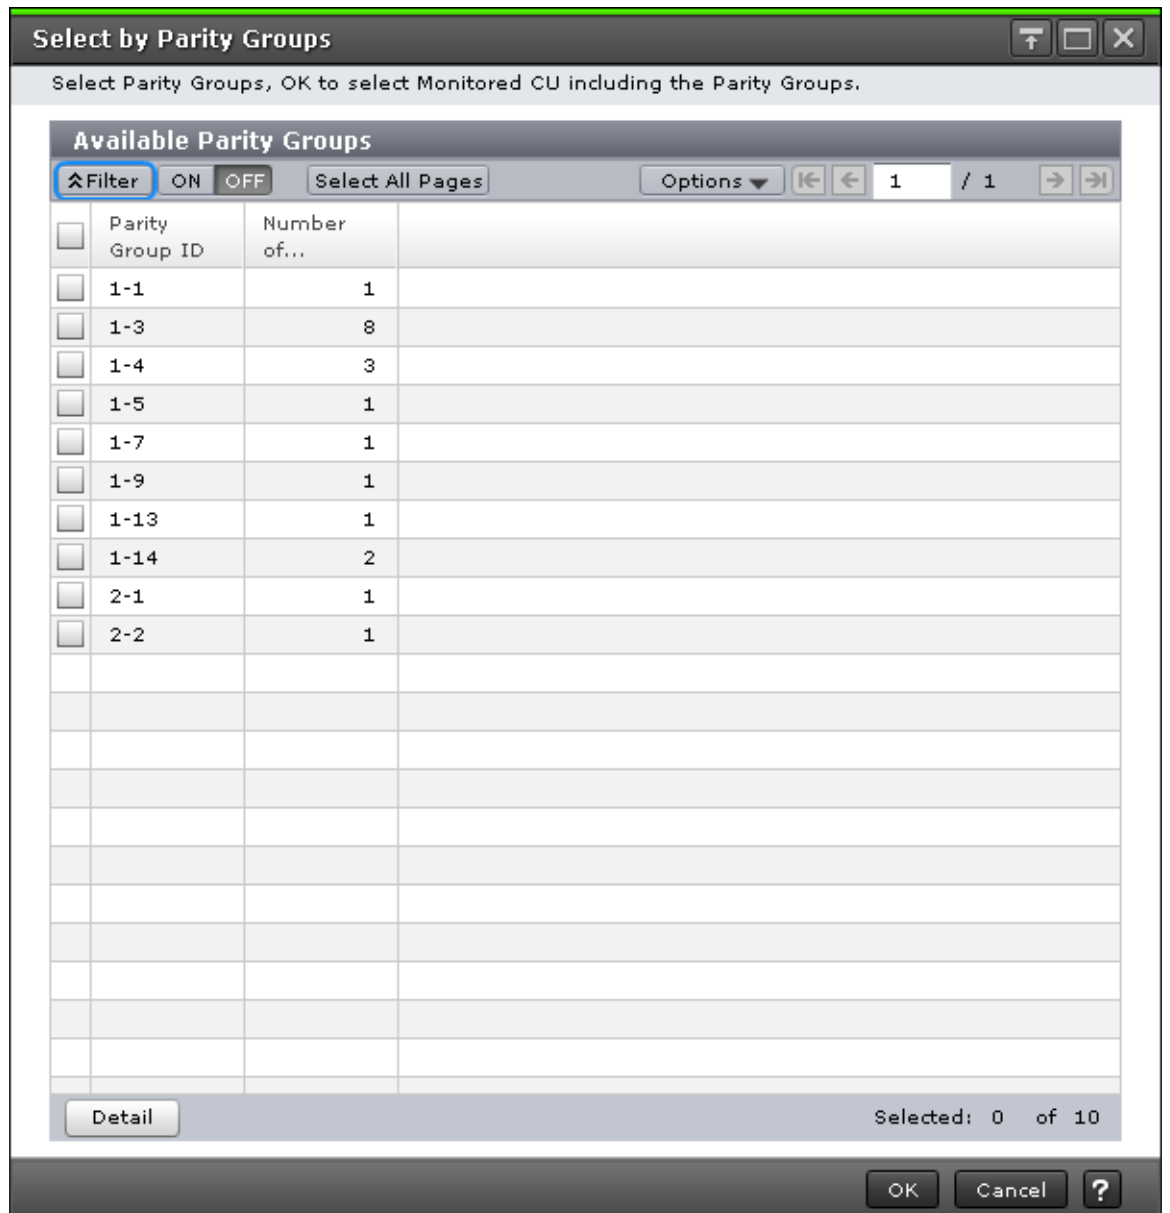 Select by Parity Groups
Select Parity Groups, OK to select Monitored CU including the Parity Groups.
Available Parity Groups
Filter ON OFF Select All Pages Options 1 / 1
Parity Number
Group ID of...
1-1 1
1-3 8
1-4 3
1-5 1
1-7 1
1-9 1
1-13 1
1-14 2
2-1 1
2-2 1
Detail Selected: 0 of 10
OK Cancel ?